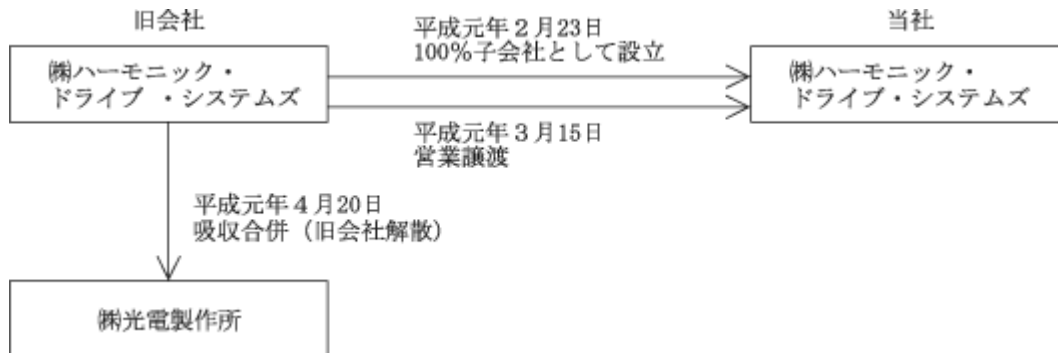 旧会社
当社
平成元年２月23日
100％子会社として設立
㈱ハーモニック・
ドライブ・システムズ
㈱ハーモニック・
ドライブ・システムズ
平成元年３月15日
営業譲渡
平成元年４月20日
吸収合併（旧会社解散）
㈱光電製作所